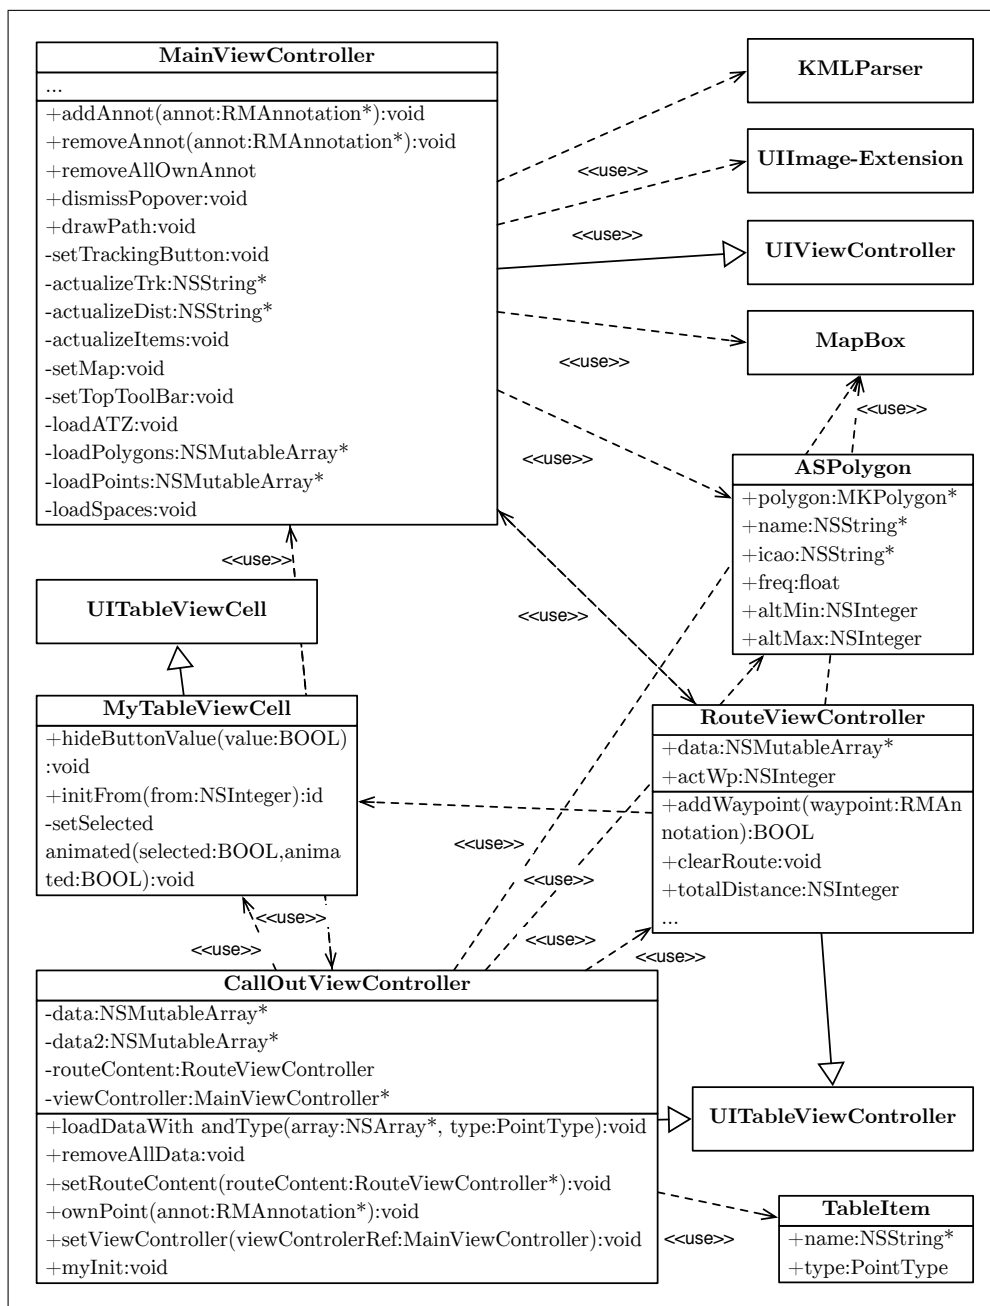 MainViewController
...
+addAnnot(annot:RMAnnotation*):void
+removeAnnot(annot:RMAnnotation*):void
+removeAllOwnAnnot
+dismissPopover:void
+drawPath:void
-setTrackingButton:void
-actualizeTrk:NSString*
-actualizeDist:NSString*
-actualizeItems:void
-setMap:void
-setTopToolBar:void
-loadATZ:void
-loadPolygons:NSMutableArray*
-loadPoints:NSMutableArray*
-loadSpaces:void
KMLParser
<<use>>
UIImage-Extension
<<use>>
UIViewController
MapBox
<<use>>
<<use>>
<<use>>
ASPolygon
+polygon:MKPolygon*
+name:NSString*
+icao:NSString*
+freq:float
+altMin:NSInteger
+altMax:NSInteger
<<use>>
<<use>>
UITableViewCell
MyTableViewCell
+hideButtonValue(value:BOOL)
:void
+initFrom(from:NSInteger):id
-setSelected
animated(selected:BOOL,anima
ted:BOOL):void
RouteViewController
+data:NSMutableArray*
+actWp:NSInteger
+addWaypoint(waypoint:RMAn
notation):BOOL
+clearRoute:void
+totalDistance:NSInteger
...
<<use>>
<<use>>
<<use>>
<<use>>
<<use>>
<<use>>
CallOutViewController
-data:NSMutableArray*
-data2:NSMutableArray*
-routeContent:RouteViewController
-viewController:MainViewController*
+loadDataWith andType(array:NSArray*, type:PointType):void
+removeAllData:void
+setRouteContent(routeContent:RouteViewController*):void
+ownPoint(annot:RMAnnotation*):void
+setViewController(viewControlerRef:MainViewController):void
+myInit:void
UITableViewController
<<use>>
TableItem
+name:NSString*
+type:PointType